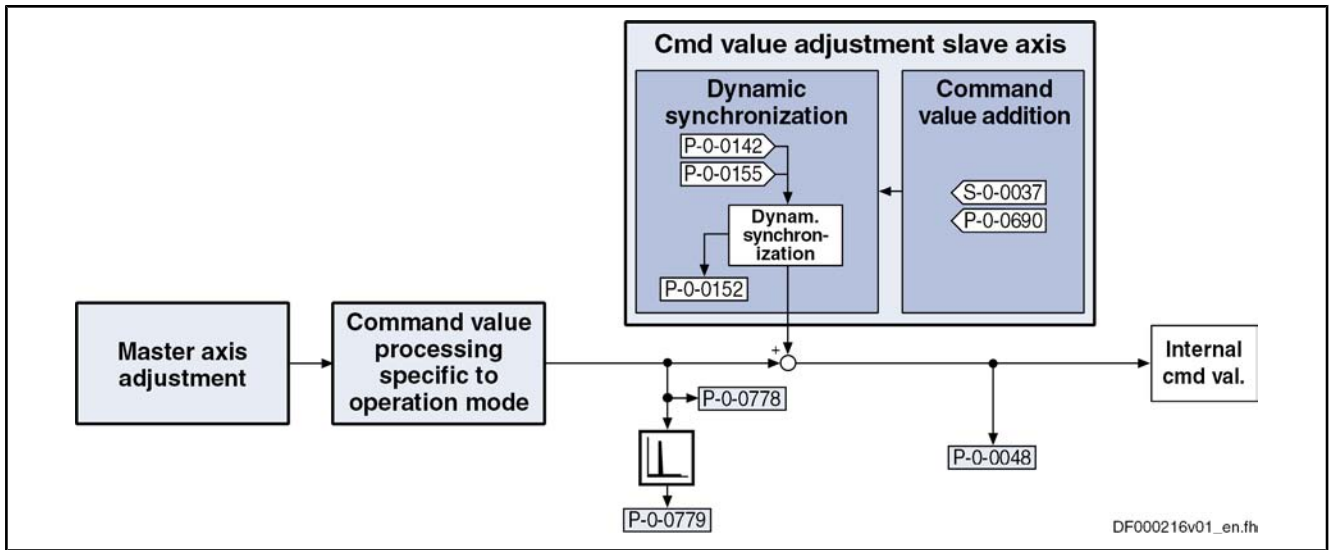 Cmd value adjustment slave axis
Dynamic
synchronization
P-0-0142
P-0-0155
Dynam.
synchron-
ization
P-0-0152
Command
value addition
S-0-0037
P-0-0690
Master axis
adjustment
Command value
processing
specific to
operation mode
+
P-0-0778
P-0-0779
P-0-0048
Internal
cmd val.
DF000216v01_en.fh